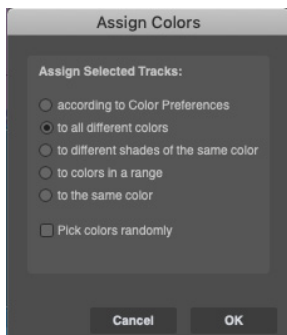 Assign Colors
Assign Selected Tracks:
according to Color Preferences
to all different colors
to different shades of the same color
to colors in a range
to the same color
Pick colors randomly
Cancel OK